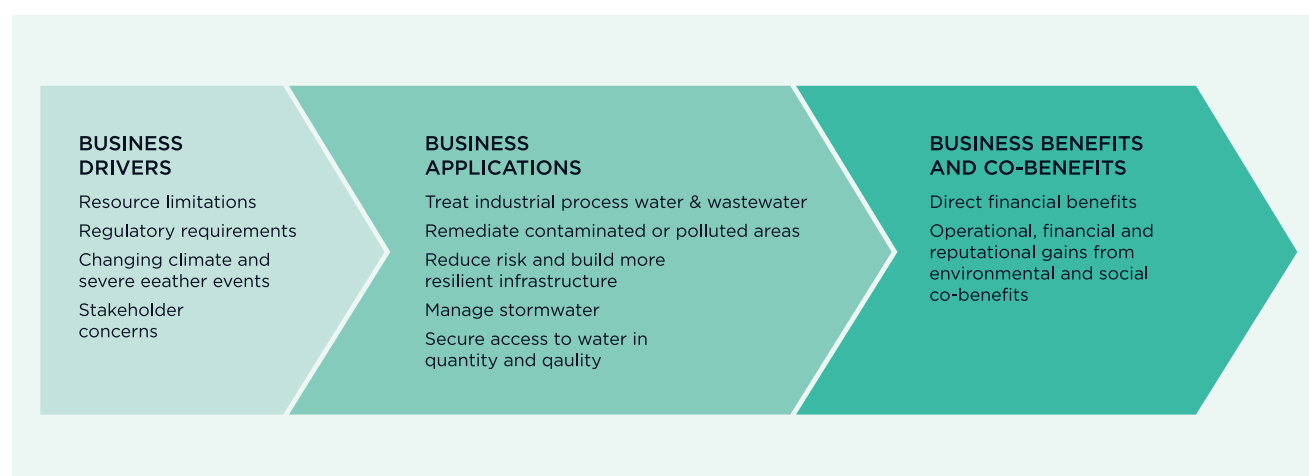 BUSINESS
DRIVERS
Resource limitations
Regulatory requirements
Changing climate and
severe eeather events
Stakeholder
concerns
BUSINESS
APPLICATIONS
Treat industrial process water & wastewater
Remediate contaminated or polluted areas
Reduce risk and build more
resilient infrastructure
Manage stormwater
Secure access to water in
quantity and qaulity
BUSINESS BENEFITS
AND CO-BENEFITS
Direct financial benefits
Operational, financial and
reputational gains from
environmental and social
co-benefits